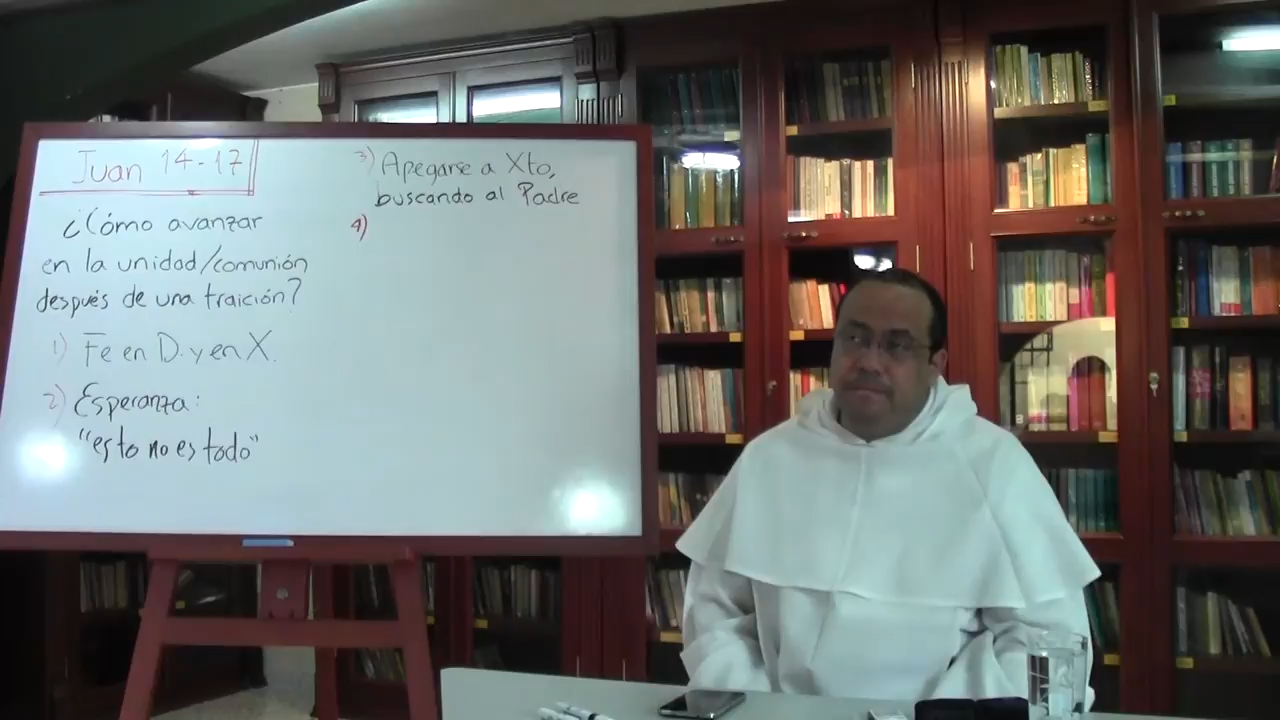 Juan 14-17
¿Cómo avanzar
en la unidad/comunión
después de una traición?
1) Fe en D. y en X.
2) Esperanza:
"esto no es todo"
3) Apegarse a Xto,
buscando al Padre
4)